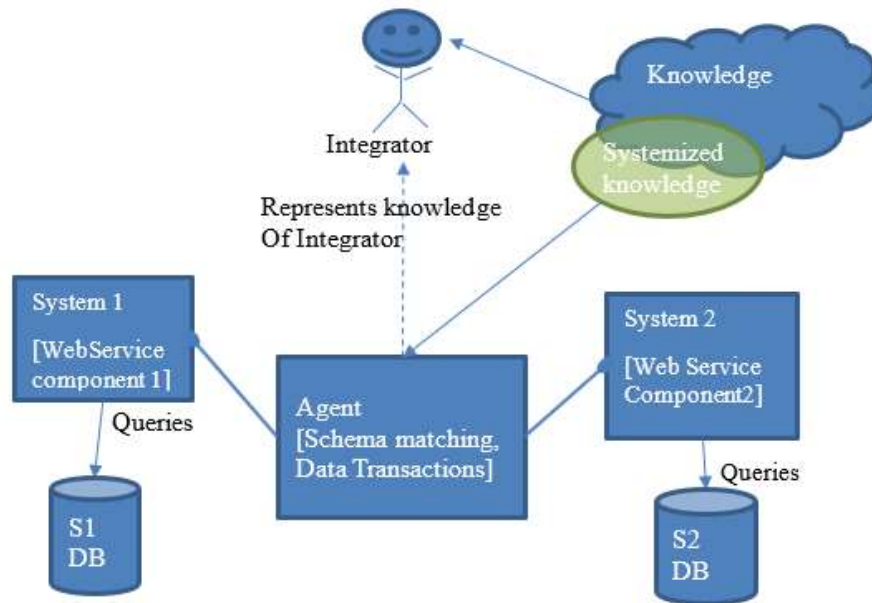 Knowledge
Systemized
knowledge
Integrator
Represents knowledge
Of Integrator
System 1
[WebService
component 1]
Queries
S1
DB
Agent
[Schema matching,
Data Transactions]
System 2
[Web Service
Component2]
Queries
S2
DB